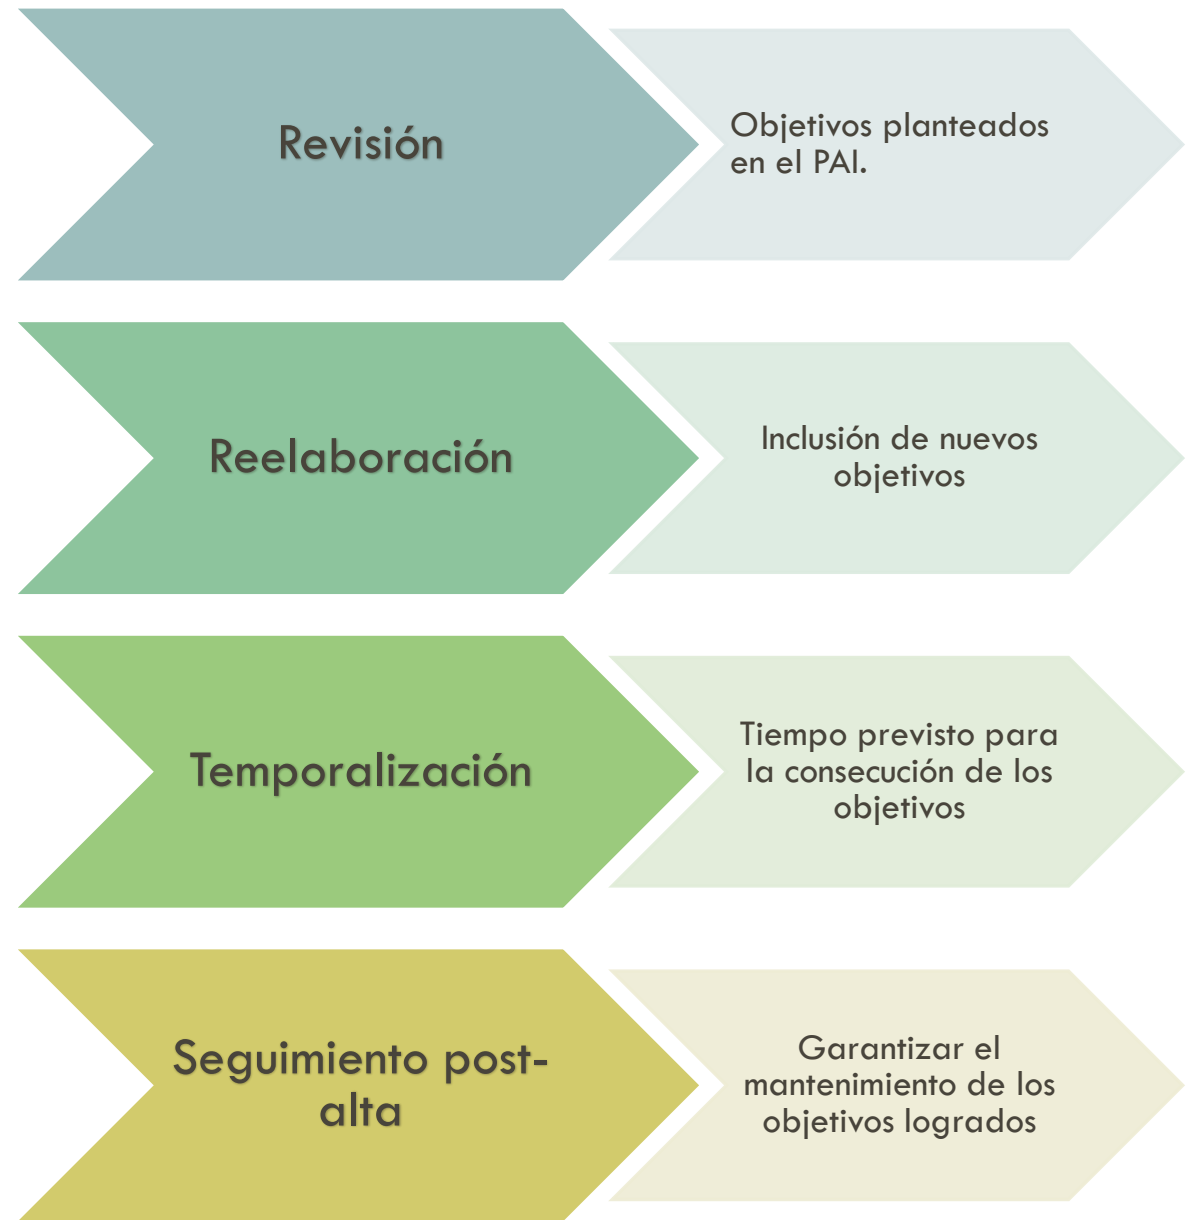 Revisión
Objetivos planteados
en el PAI.
Reelaboración
Inclusión de nuevos
objetivos
Temporalización
Tiempo previsto para
la consecución de los
objetivos
Seguimiento post-
alta
Garantizar el
mantenimiento de los
objetivos logrados